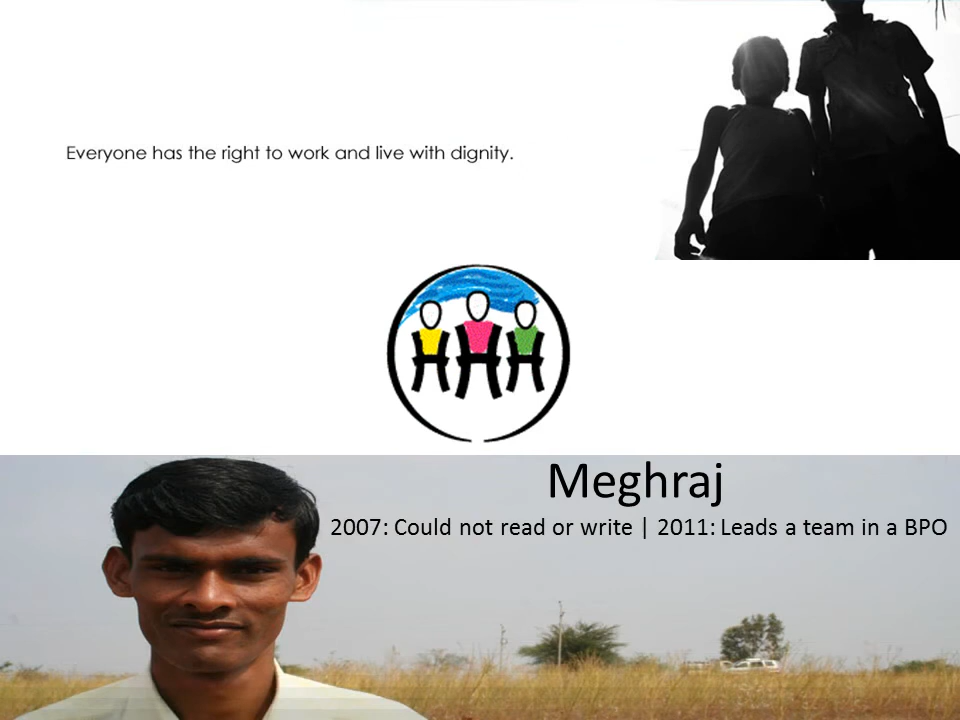 Everyone has the right to work and live with dignity.
Meghraj
2007: Could not read or write | 2011: Leads a team in a BPO